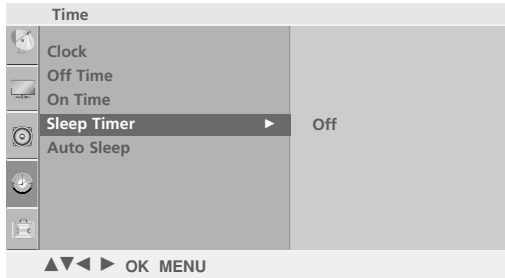 Time
Clock
Off Time
On Time
Sleep Timer ► Off
Auto Sleep
▲▼◄ ► OK MENU